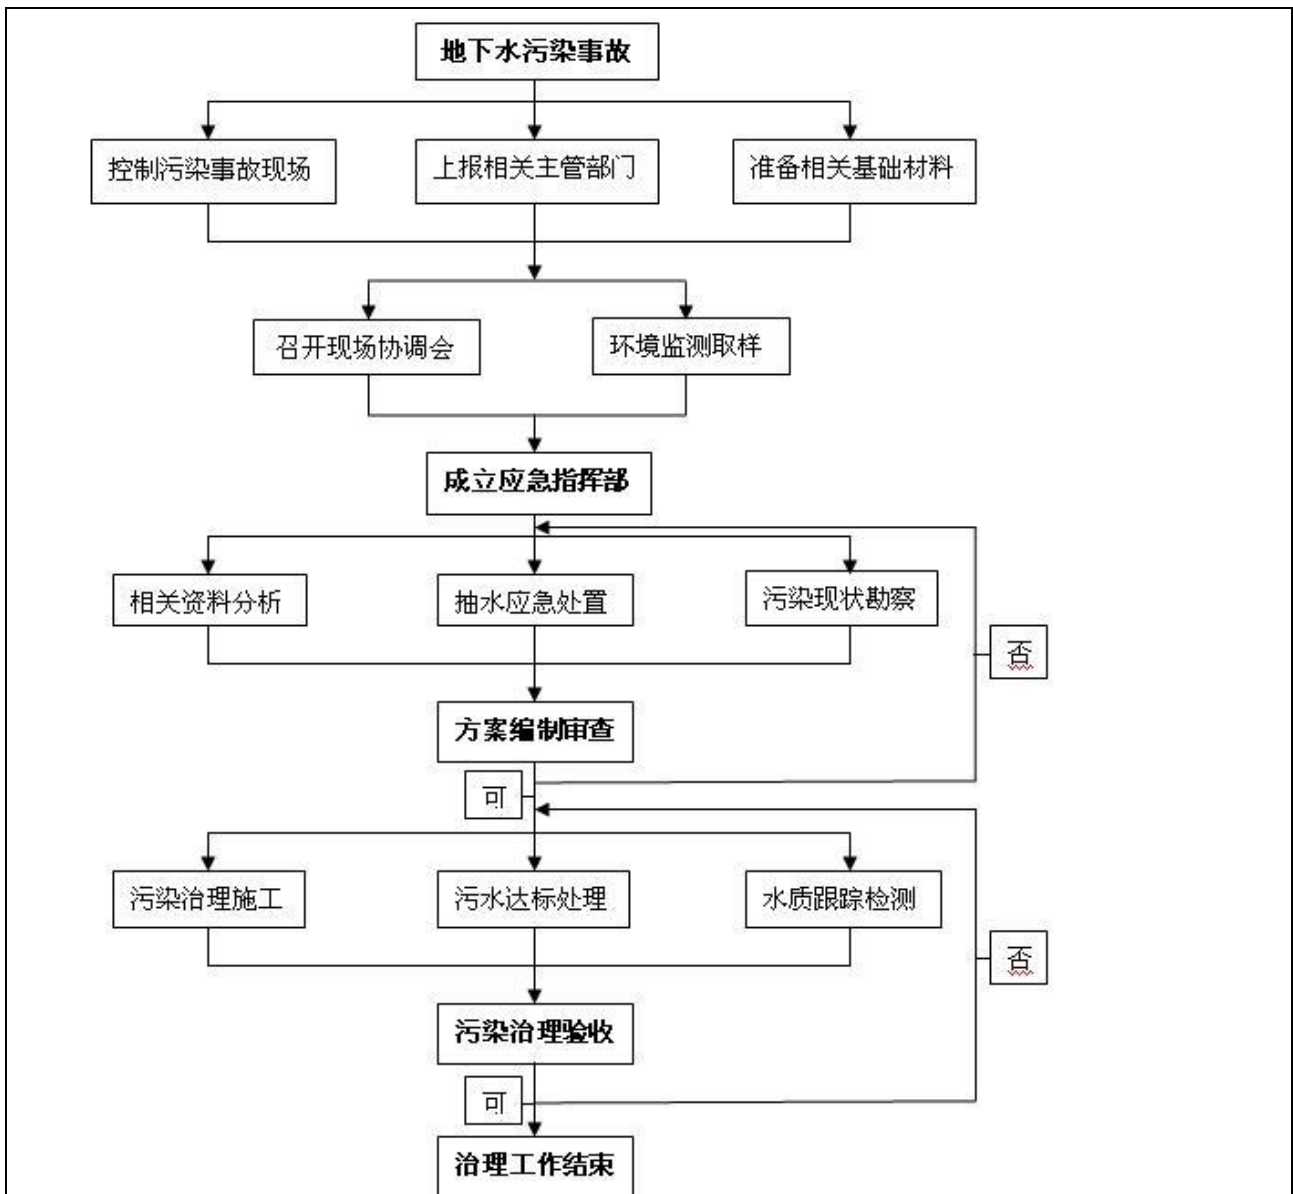 地下水污染事故
控制污染事故现场
上报相关主管部门
准备相关基础材料
召开现场协调会
环境监测取样
成立应急指挥部
相关资料分析
抽水应急处置
污染现状勘察
否
方案编制审查
可
污染治理施工
污水达标处理
水质跟踪检测
否
污染治理验收
可
治理工作结束